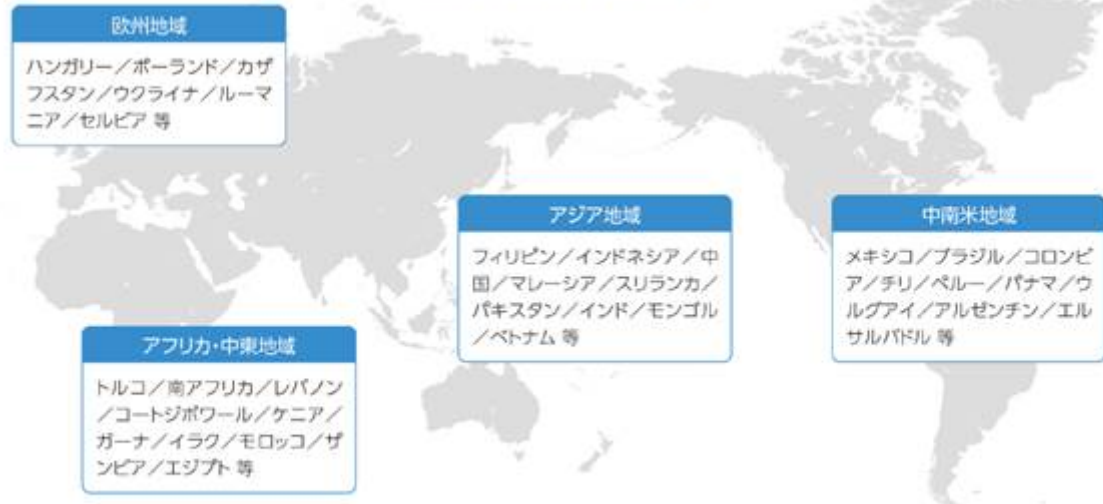 欧州地域
ハンガリー／ポーランド／カザ
フスタン／ウクライナ／ルーマ
ニア／セルビア 等
アジア地域
フィリピン／インドネシア／中
国／マレーシア／スリランカ／
パキスタン／インド／モンゴル
／ベトナム 等
中南米地域
メキシコ／ブラジル／コロンビ
ア／チリ／ペルー／パナマ／ウ
ルグアイ／アルゼンチン／エル
サルバドル 等
アフリカ・中東地域
トルコ／南アフリカ／レバノン
／コートジボワール／ケニア／
ガーナ／イラク／モロッコ／ザ
ンビア／エジプト 等